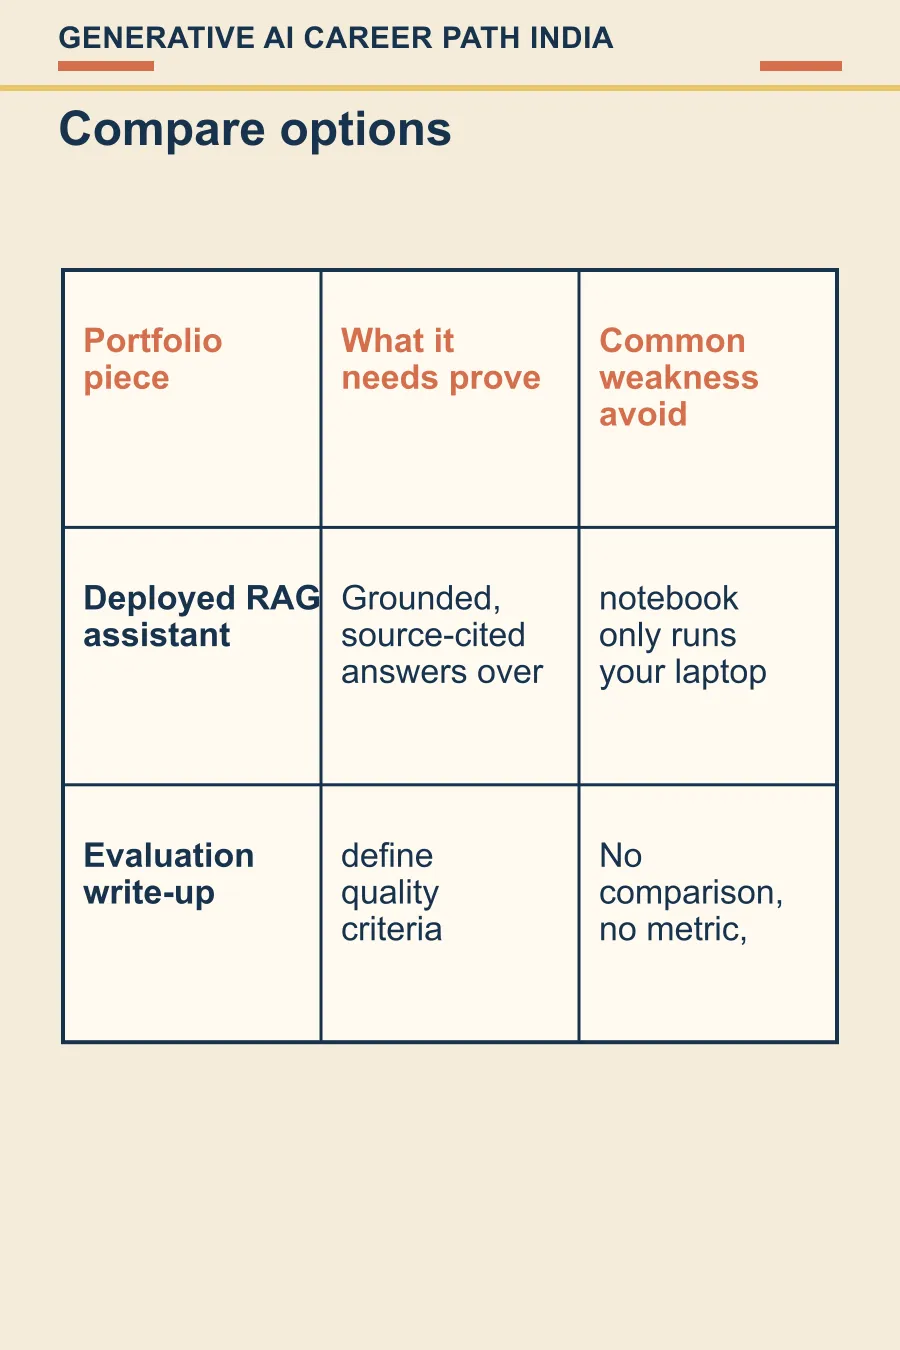 GENERATIVE AI CAREER PATH INDIA
Compare options
Portfolio
piece
What it
needs prove
Common
weakness
avoid
Deployed RAG
assistant
Grounded,
source-cited
answers over
notebook
only runs
your laptop
Evaluation
write-up
define
quality
criteria
No
comparison,
no metric,